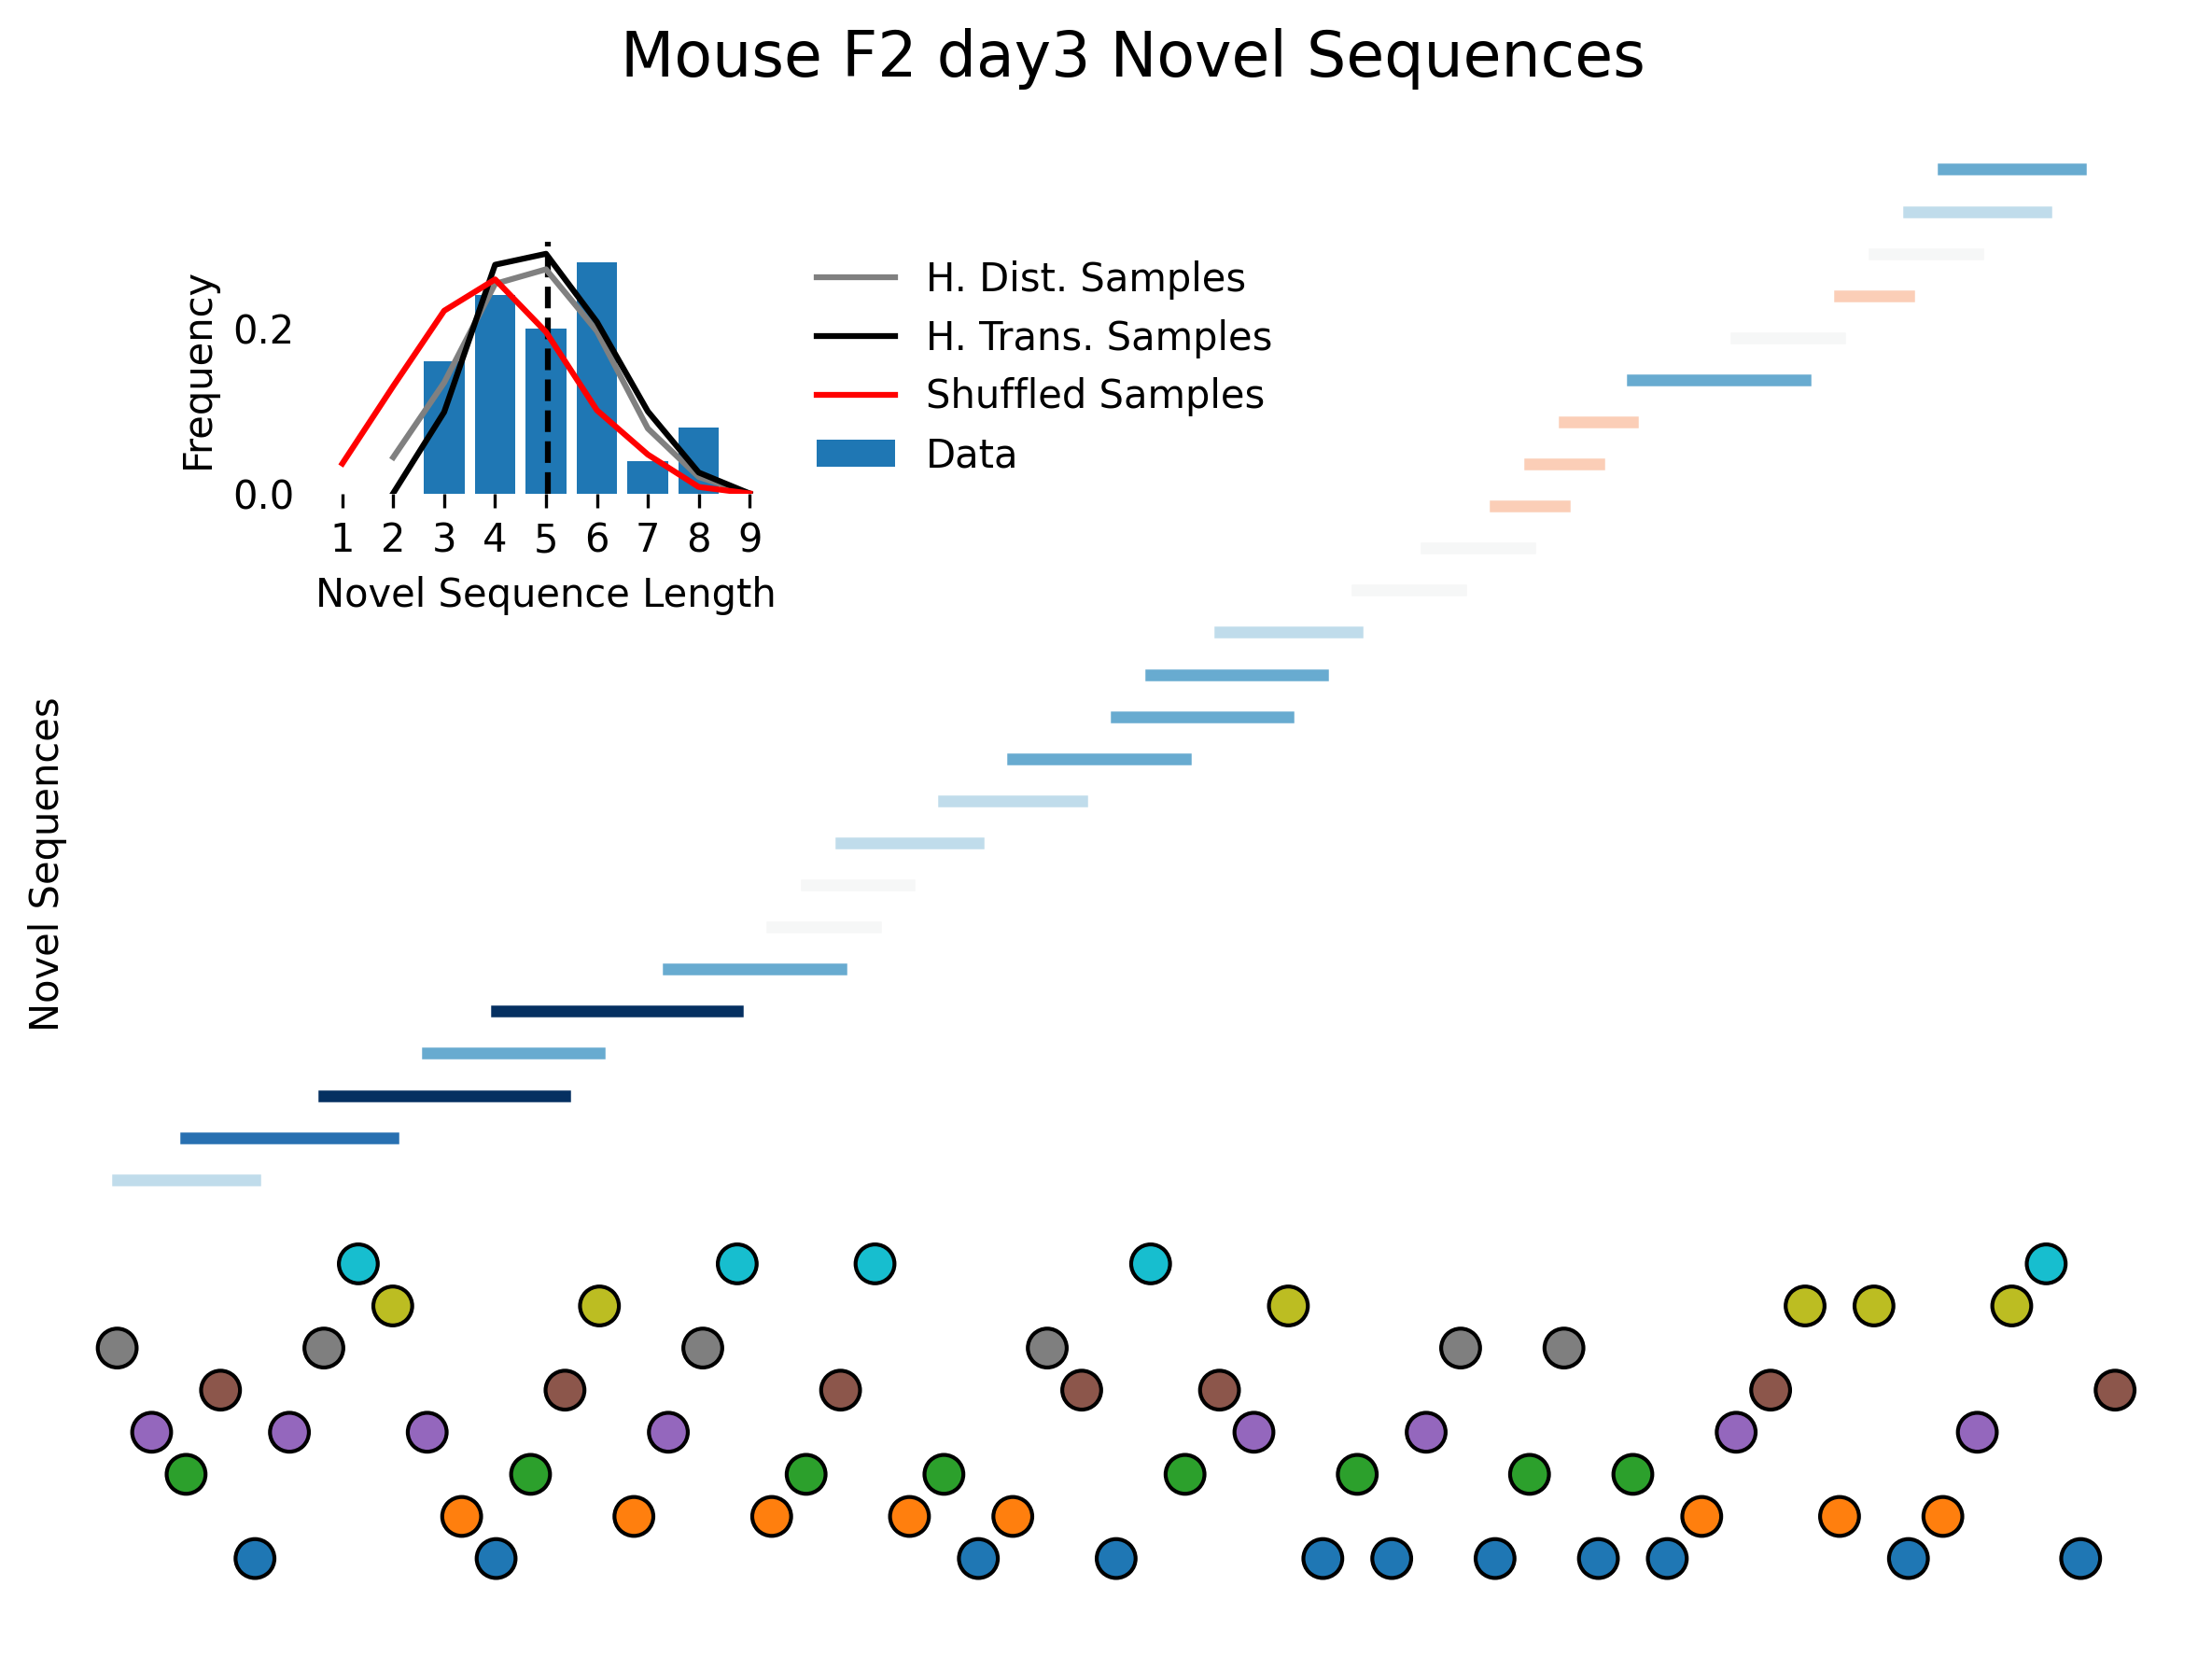 Mouse F2 day3 Novel Sequences
H. Dist. Samples
H. Trans. Samples
Shuffled Samples
Data
Frequency
0.2
0.0
1 2 3 4 5 6 7 8 9
Novel Sequence Length
Novel Sequences